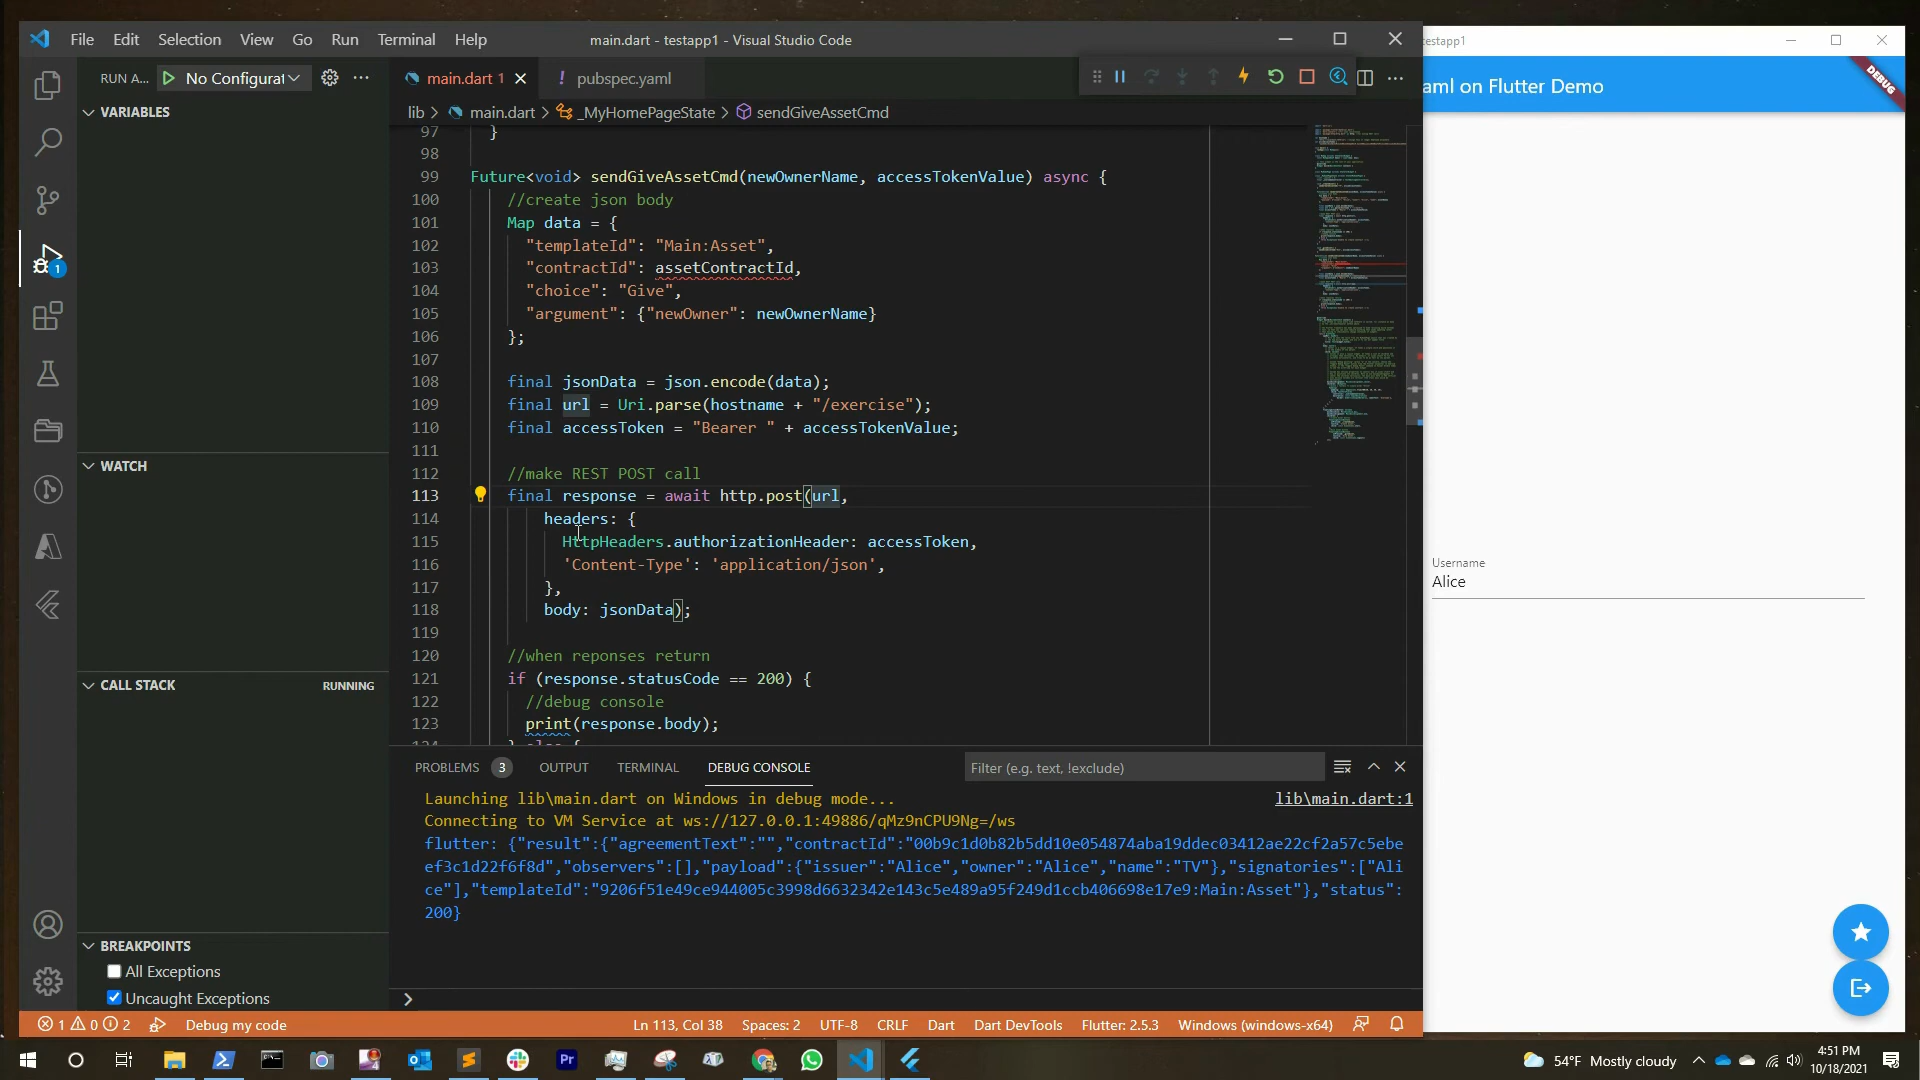 File Edit Selection View Go Run Terminal Help
main.dart - testapp1 - Visual Studio Code
testapp1
RUN A... No Configurat
main.dart 1
! pubspec.yaml
aml on Flutter Demo
DEBUG
lib > main.dart > _MyHomePageState > sendGiveAssetCmd
VARIABLES
WATCH
CALL STACK RUNNING
BREAKPOINTS
All Exceptions
Uncaught Exceptions
1
97 }
98
99 Future<void> sendGiveAssetCmd(newOwnerName, accessTokenValue) async {
100 //create json body
101 Map data = {
102 "templateId": "Main:Asset",
103 "contractId": assetContractId,
104 "choice": "Give",
105 "argument": {"newOwner": newOwnerName}
106 };
107
108 final jsonData = json.encode(data);
109 final url = Uri.parse(hostname + "/exercise");
110 final accessToken = "Bearer " + accessTokenValue;
111
112 //make REST POST call
113 final response = await http.post(url,
114 headers: {
115 HttpHeaders.authorizationHeader: accessToken,
116 'Content-Type': 'application/json',
117 },
118 body: jsonData);
119
120 //when reponses return
121 if (response.statusCode == 200) {
122 //debug console
123 print(response.body);
124 } else {
Username
Alice
PROBLEMS 3 OUTPUT TERMINAL DEBUG CONSOLE
Filter (e.g. text, !exclude)
Launching lib\main.dart on Windows in debug mode...
lib\main.dart:1
Connecting to VM Service at ws://127.0.0.1:49886/qMz9nCPU9Ng=/ws
flutter: {"result":{"agreementText":"","contractId":"00b9c1d0b82b5dd10e054874aba19ddec03412ae22cf2a57c5ebe
ef3c1d22f6f8d","observers":[],"payload":{"issuer":"Alice","owner":"Alice","name":"TV"},"signatories":["Ali
ce"],"templateId":"9206f51e49ce944005c3998d6632342e143c5e489a95f249d1ccb406698e17e9:Main:Asset"},"status":
200}
1 0 2 Debug my code
Ln 113, Col 38 Spaces: 2 UTF-8 CRLF Dart Dart DevTools Flutter: 2.5.3 Windows (windows-x64)
Pr
54°F Mostly cloudy
4:51 PM
10/18/2021